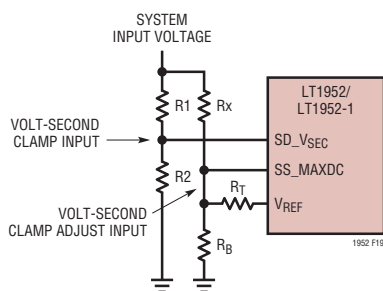 SYSTEM
INPUT VOLTAGE
R1
Rx
LT1952/
LT1952-1
VOLT-SECOND
CLAMP INPUT
SD_VSEC
R2
SS_MAXDC
RT
VREF
VOLT-SECOND
CLAMP ADJUST INPUT
RB
1952 F19